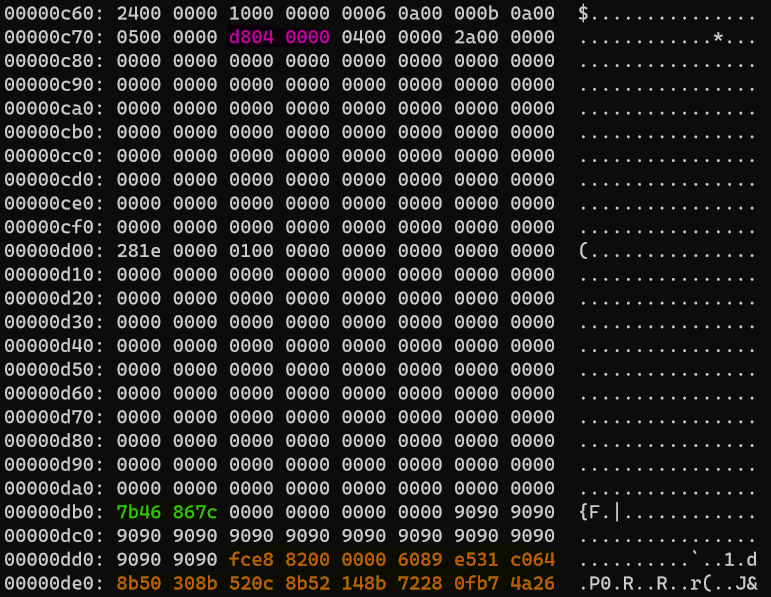 00000c60: 2400 0000 1000 0000 0006 0a00 000b 0a00  $...............
00000c70: 0500 0000 d804 0000 0400 0000 2a00 0000  ............*...
00000c80: 0000 0000 0000 0000 0000 0000 0000 0000  ................
00000c90: 0000 0000 0000 0000 0000 0000 0000 0000  ................
00000ca0: 0000 0000 0000 0000 0000 0000 0000 0000  ................
00000cb0: 0000 0000 0000 0000 0000 0000 0000 0000  ................
00000cc0: 0000 0000 0000 0000 0000 0000 0000 0000  ................
00000cd0: 0000 0000 0000 0000 0000 0000 0000 0000  ................
00000ce0: 0000 0000 0000 0000 0000 0000 0000 0000  ................
00000cf0: 0000 0000 0000 0000 0000 0000 0000 0000  ................
00000d00: 281e 0000 0100 0000 0000 0000 0000 0000  (...............
00000d10: 0000 0000 0000 0000 0000 0000 0000 0000  ................
00000d20: 0000 0000 0000 0000 0000 0000 0000 0000  ................
00000d30: 0000 0000 0000 0000 0000 0000 0000 0000  ................
00000d40: 0000 0000 0000 0000 0000 0000 0000 0000  ................
00000d50: 0000 0000 0000 0000 0000 0000 0000 0000  ................
00000d60: 0000 0000 0000 0000 0000 0000 0000 0000  ................
00000d70: 0000 0000 0000 0000 0000 0000 0000 0000  ................
00000d80: 0000 0000 0000 0000 0000 0000 0000 0000  ................
00000d90: 0000 0000 0000 0000 0000 0000 0000 0000  ................
00000da0: 0000 0000 0000 0000 0000 0000 0000 0000  ................
00000db0: 7b46 867c 0000 0000 0000 0000 9090 9090  {F.|............
00000dc0: 9090 9090 9090 9090 9090 9090 9090 9090  ................
00000dd0: 9090 9090 fce8 8200 0000 6089 e531 c064  ..........`..1.d
00000de0: 8b50 308b 520c 8b52 148b 7228 0fb7 4a26  .P0.R..R..r(..J&